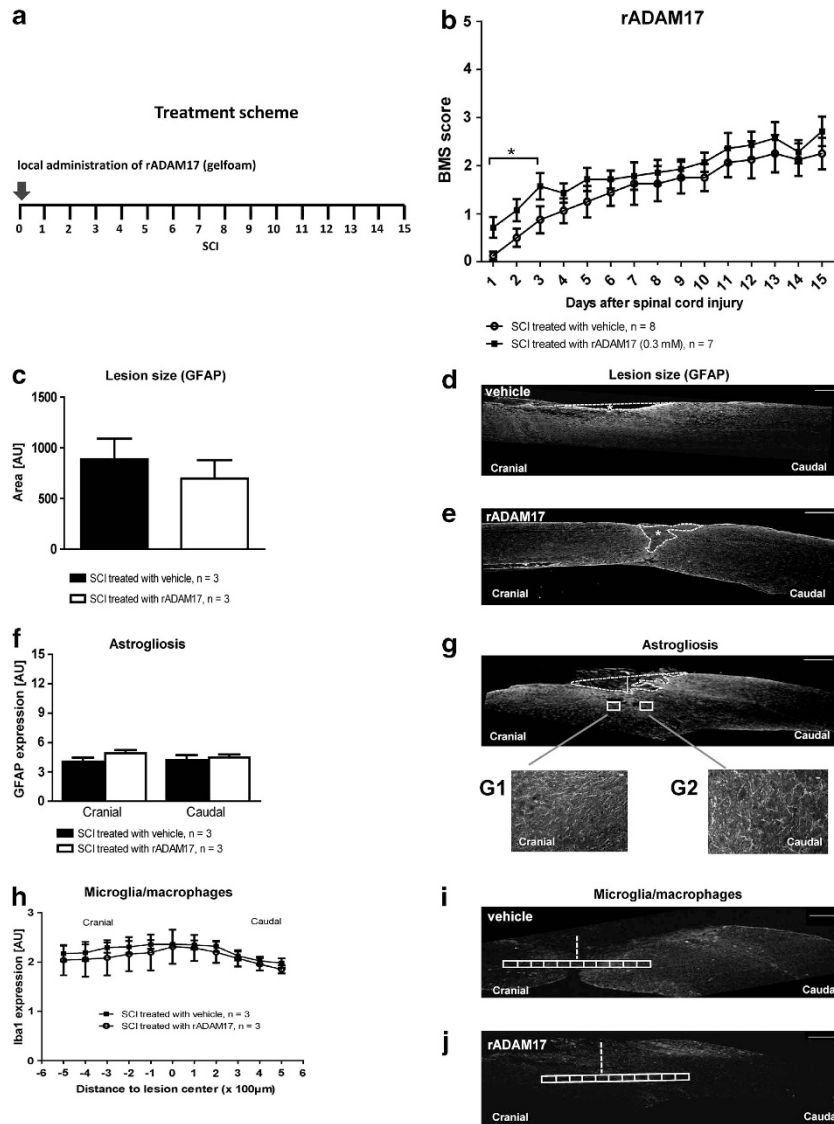 a
Treatment scheme
local administration of rADAM17 (gelfoam)
0 1 2 3 4 5 6 7 8 9 10 11 12 13 14 15
SCI
b
rADAM17
BMS score
5
4
3
2
1
0
*
1 2 3 4 5 6 7 8 9 10 11 12 13 14 15
Days after spinal cord injury
SCI treated with vehicle, n = 8
SCI treated with rADAM17 (0.3 mM), n = 7
c
Lesion size (GFAP)
Area [AU]
1500
1000
500
0
SCI treated with vehicle, n = 3
SCI treated with rADAM17, n = 3
d
Lesion size (GFAP)
vehicle
*
Cranial Caudal
e
rADAM17
*
Cranial Caudal
f
Astrogliosis
GFAP expression [AU]
15
12
9
6
3
0
Cranial Caudal
SCI treated with vehicle, n = 3
SCI treated with rADAM17, n = 3
g
Astrogliosis
Cranial Caudal
G1
Cranial
G2
Caudal
h
Microglia/macrophages
Cranial Caudal
Iba1 expression [AU]
3
2
1
0
SCI treated with vehicle, n = 3
SCI treated with rADAM17, n = 3
-6 -5 -4 -3 -2 -1 0 1 2 3 4 5 6
Distance to lesion center (x 100µm)
i
Microglia/macrophages
vehicle
Cranial Caudal
j
rADAM17
Cranial Caudal